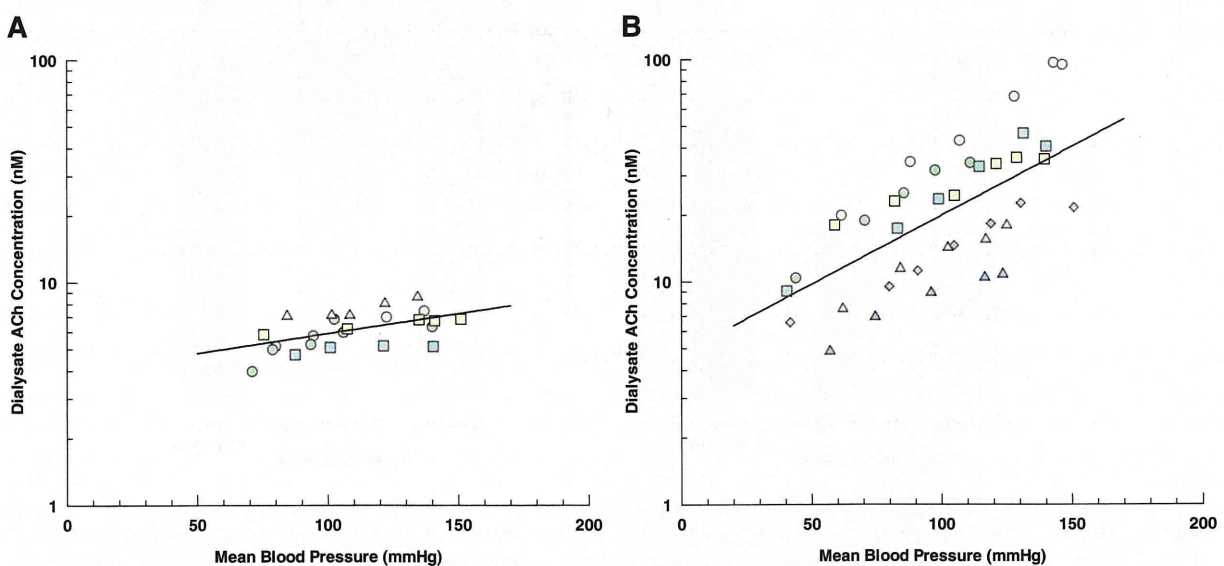 A
Dialysate ACh Concentration (nM)
100
10
1
0 50 100 150 200
Mean Blood Pressure (mmHg)
B
Dialysate ACh Concentration (nM)
100
10
1
0 50 100 150 200
Mean Blood Pressure (mmHg)